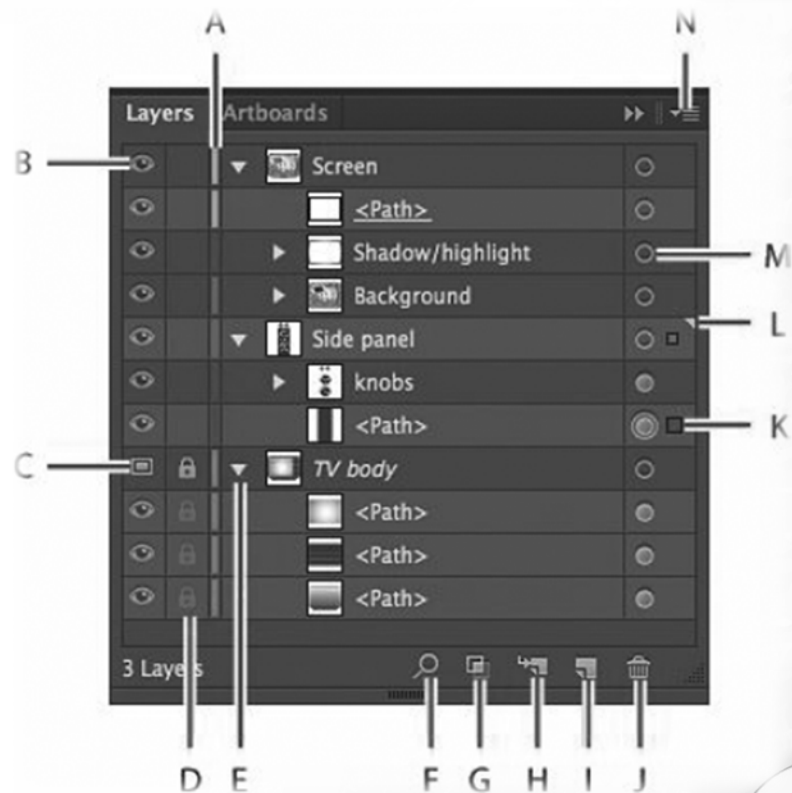 A N
Layers Artboards
B Screen
<Path>
Shadow/highlight M
Background
L
Side panel
knobs
<Path> K
C TV body
<Path>
<Path>
<Path>
3 Layers
D E F G H I J